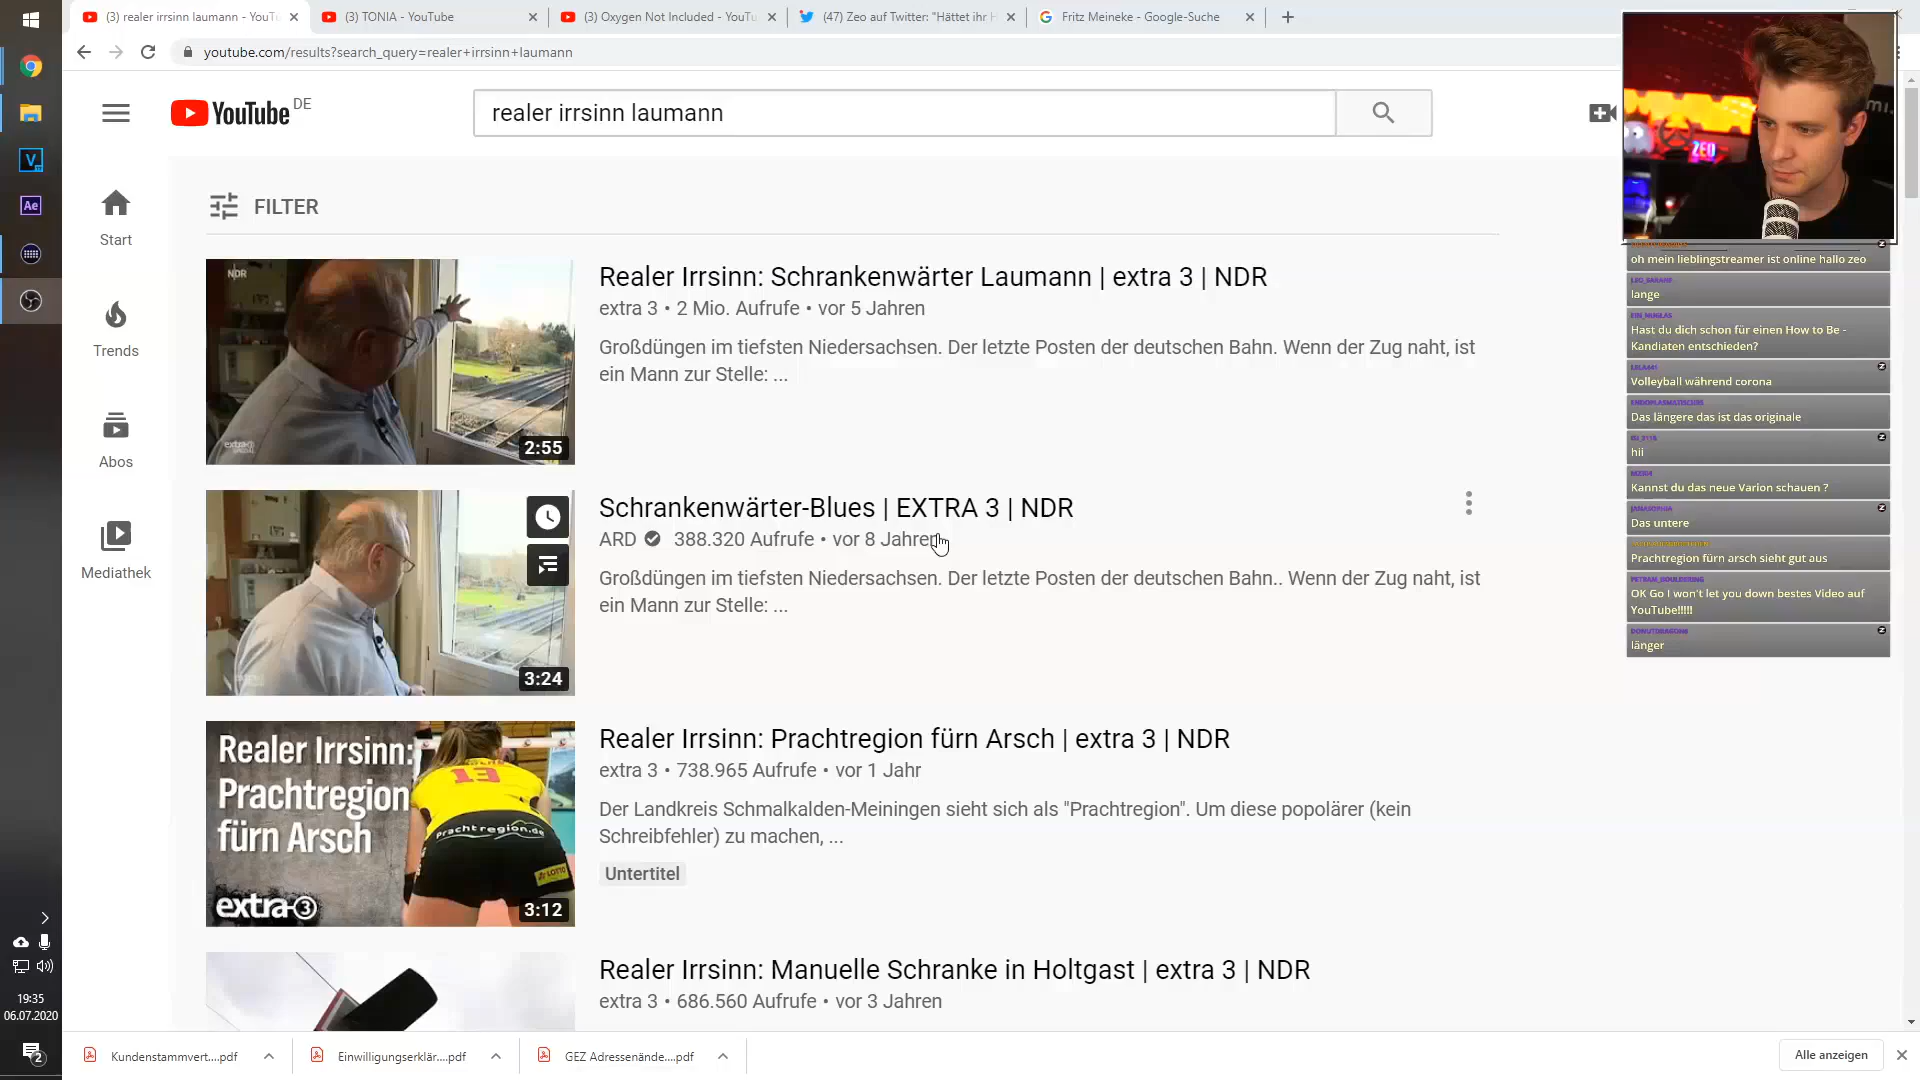 (3) realer irrsinn laumann - YouTu
(3) TONIA - YouTube
(3) Oxygen Not Included - YouTu
(47) Zeo auf Twitter: "Hättet ihr H
Fritz Meineke - Google-Suche
youtube.com/results?search_query=realer+irrsinn+laumann
YouTube DE
realer irrsinn laumann
FILTER
Start
Trends
Abos
Mediathek
NDR
2:55
Realer Irrsinn: Schrankenwärter Laumann | extra 3 | NDR
extra 3 • 2 Mio. Aufrufe • vor 5 Jahren
Großdüngen im tiefsten Niedersachsen. Der letzte Posten der deutschen Bahn. Wenn der Zug naht, ist
ein Mann zur Stelle: ...
3:24
Schrankenwärter-Blues | EXTRA 3 | NDR
ARD 388.320 Aufrufe • vor 8 Jahren
Großdüngen im tiefsten Niedersachsen. Der letzte Posten der deutschen Bahn.. Wenn der Zug naht, ist
ein Mann zur Stelle: ...
Realer Irrsinn:
Prachtregion
fürn Arsch
extra 3
13
Prachtregion.de
LOTTO
3:12
Realer Irrsinn: Prachtregion fürn Arsch | extra 3 | NDR
extra 3 • 738.965 Aufrufe • vor 1 Jahr
Der Landkreis Schmalkalden-Meiningen sieht sich als "Prachtregion". Um diese populärer (kein
Schreibfehler) zu machen, ...
Untertitel
Realer Irrsinn: Manuelle Schranke in Holtgast | extra 3 | NDR
extra 3 • 686.560 Aufrufe • vor 3 Jahren
ZEO
oh mein lieblingstreamer ist online hallo zeo
lange
Hast du dich schon für einen How to Be -
Kandiaten entschieden?
Volleyball während corona
Das längere das ist das originale
hii
Kannst du das neue Varion schauen ?
Das untere
Prachtregion fürn arsch sieht gut aus
OK Go I won't let you down bestes Video auf
YouTube!!!!!
länger
V
Ae
19:35
06.07.2020
2
Kundenstammvert....pdf
Einwilligungserklär....pdf
GEZ Adressenände....pdf
Alle anzeigen